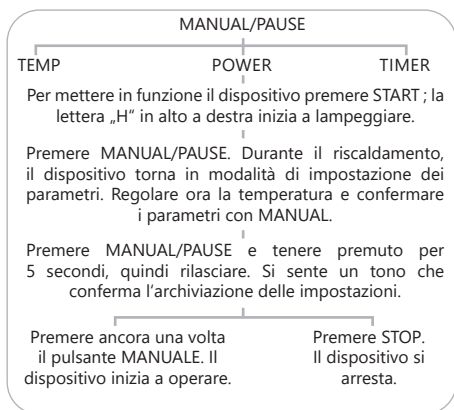 MANUAL/PAUSE
TEMP POWER TIMER
Per mettere in funzione il dispositivo premere START ; la
lettera „H" in alto a destra inizia a lampeggiare.
Premere MANUAL/PAUSE. Durante il riscaldamento,
il dispositivo torna in modalità di impostazione dei
parametri. Regolare ora la temperatura e confermare
i parametri con MANUAL.
Premere MANUAL/PAUSE e tenere premuto per
5 secondi, quindi rilasciare. Si sente un tono che
conferma l'archiviazione delle impostazioni.
Premere ancora una volta
il pulsante MANUALE. Il
dispositivo inizia a operare.
Premere STOP.
Il dispositivo si
arresta.